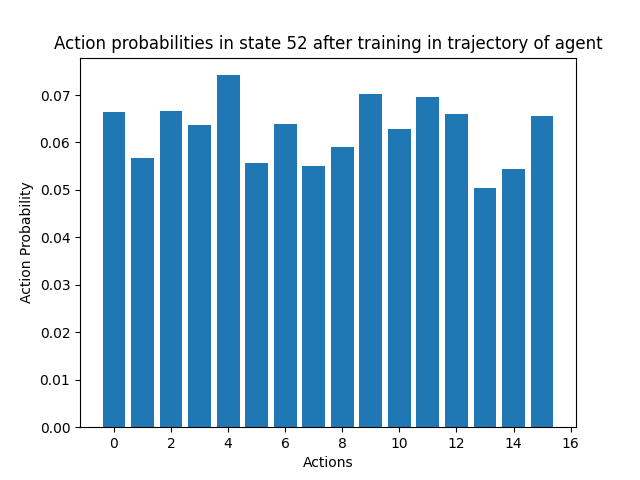 Action probabilities in state 52 after training in trajectory of agent
Action Probability
0.07
0.06
0.05
0.04
0.03
0.02
0.01
0.00
0 2 4 6 8 10 12 14 16
Actions